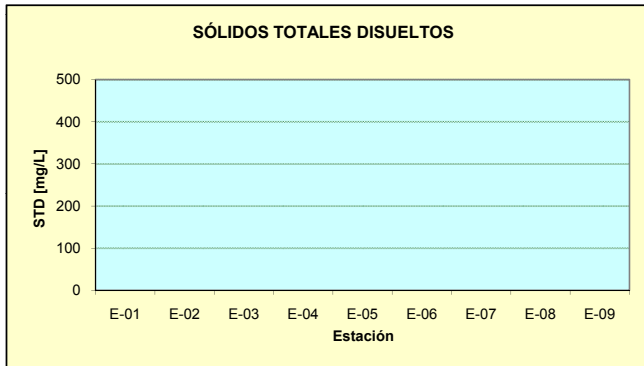 SÓLIDOS TOTALES DISUELTOS
STD [mg/L]
500
400
300
200
100
0
E-01 E-02 E-03 E-04 E-05 E-06 E-07 E-08 E-09
Estación